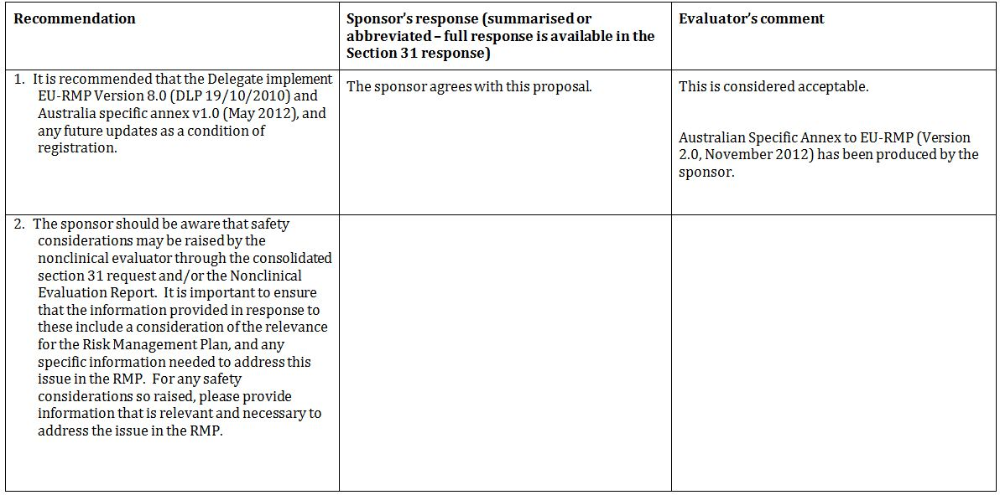 Recommendation
Sponsor's response (summarised or
abbreviated – full response is available in the
Section 31 response)
Evaluator's comment
1. It is recommended that the Delegate implement
EU-RMP Version 8.0 (DLP 19/10/2010) and
Australia specific annex v1.0 (May 2012), and
any future updates as a condition of
registration.
The sponsor agrees with this proposal.
This is considered acceptable.
Australian Specific Annex to EU-RMP (Version
2.0, November 2012) has been produced by the
sponsor.
2. The sponsor should be aware that safety
considerations may be raised by the
nonclinical evaluator through the consolidated
section 31 request and/or the Nonclinical
Evaluation Report. It is important to ensure
that the information provided in response to
these include a consideration of the relevance
for the Risk Management Plan, and any
specific information needed to address this
issue in the RMP. For any safety
considerations so raised, please provide
information that is relevant and necessary to
address the issue in the RMP.